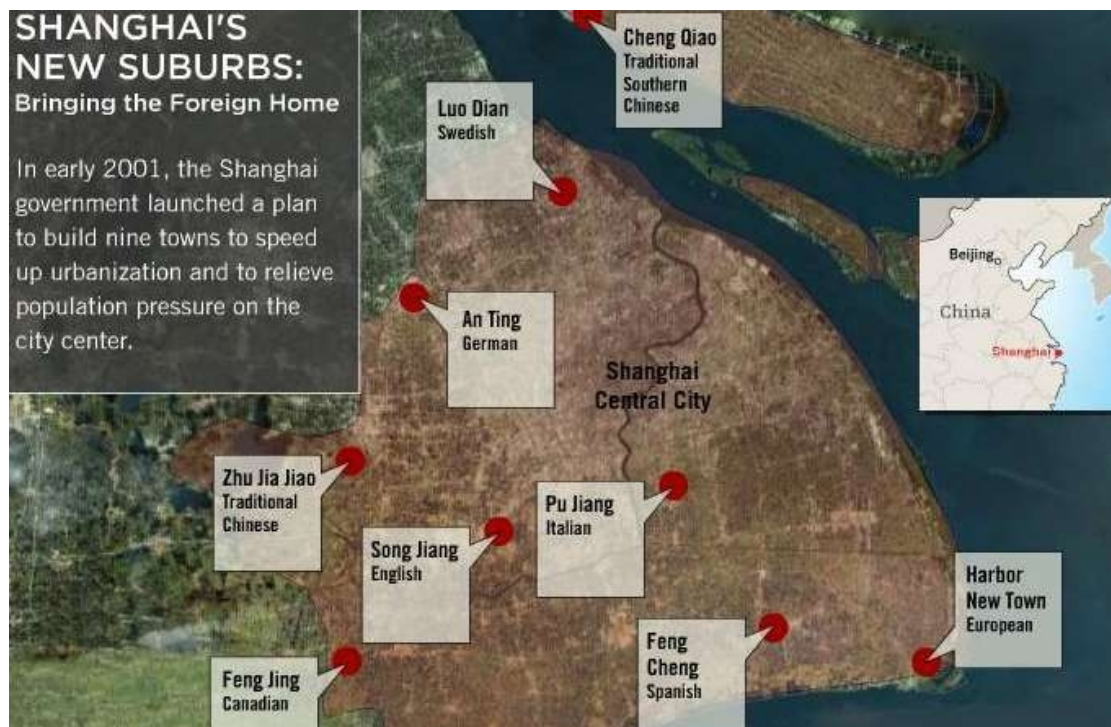 SHANGHAI'S
NEW SUBURBS:
Bringing the Foreign Home
In early 2001, the Shanghai
government launched a plan
to build nine towns to speed
up urbanization and to relieve
population pressure on the
city center.
Cheng Qiao
Traditional
Southern
Chinese
Luo Dian
Swedish
An Ting
German
Shanghai
Central City
Beijing
China
Shanghai
Zhu Jia Jiao
Traditional
Chinese
Song Jiang
English
Pu Jiang
Italian
Harbor
New Town
European
Feng Jing
Canadian
Feng
Cheng
Spanish